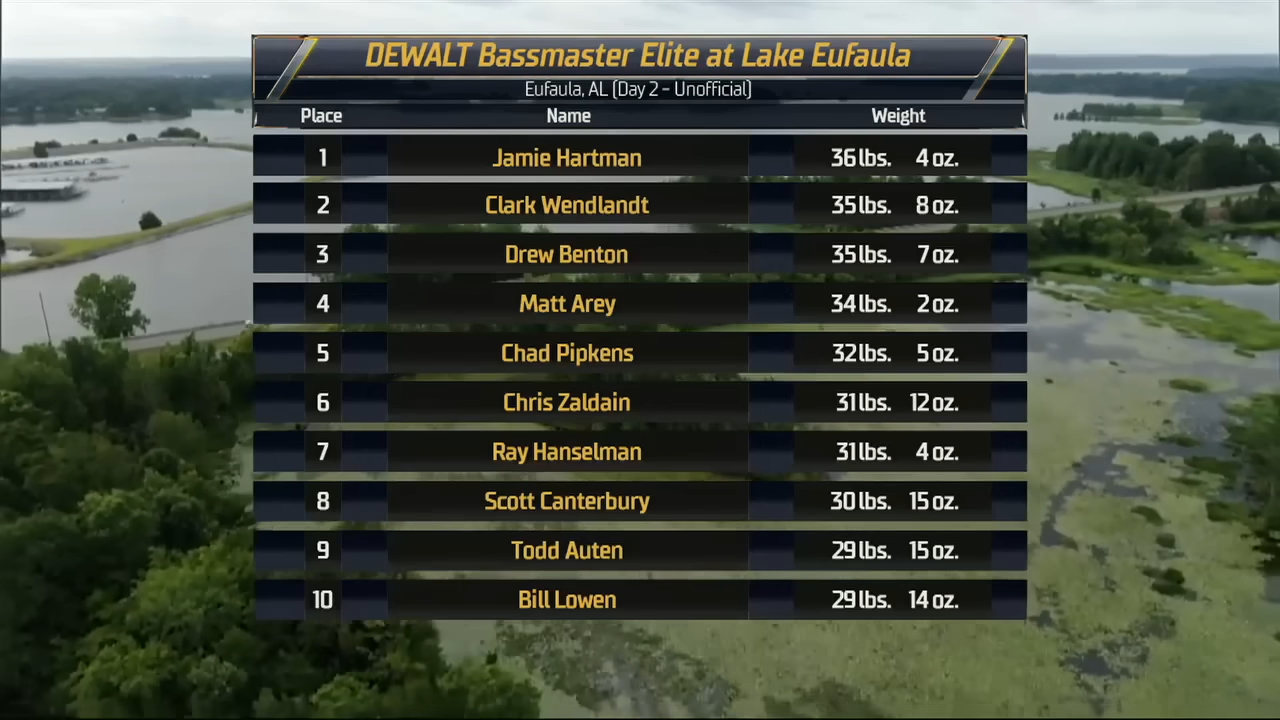 DEWALT Bassmaster Elite at Lake Eufaula
Eufaula, AL (Day 2 - Unofficial)
Place Name Weight
1 Jamie Hartman 36 lbs. 4 oz.
2 Clark Wendlandt 35 lbs. 8 oz.
3 Drew Benton 35 lbs. 7 oz.
4 Matt Arey 34 lbs. 2 oz.
5 Chad Pipkens 32 lbs. 5 oz.
6 Chris Zaldain 31 lbs. 12 oz.
7 Ray Hanselman 31 lbs. 4 oz.
8 Scott Canterbury 30 lbs. 15 oz.
9 Todd Auten 29 lbs. 15 oz.
10 Bill Lowen 29 lbs. 14 oz.